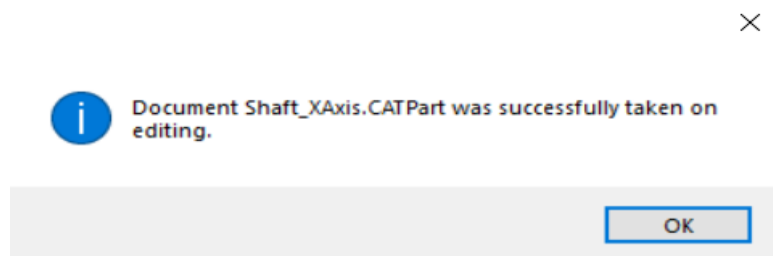 Document Shaft_XAxis.CATPart was successfully taken on
editing.
OK